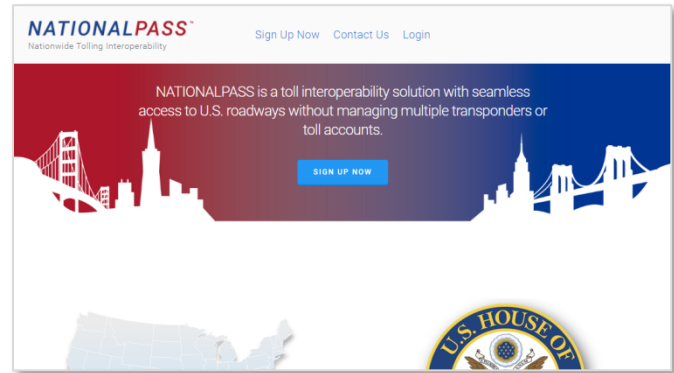 NATIONALPASS™
Nationwide Tolling Interoperability
Sign Up Now Contact Us Login
NATIONALPASS is a toll interoperability solution with seamless
access to U.S. roadways without managing multiple transponders or
toll accounts.
SIGN UP NOW
U.S. HOUSE OF